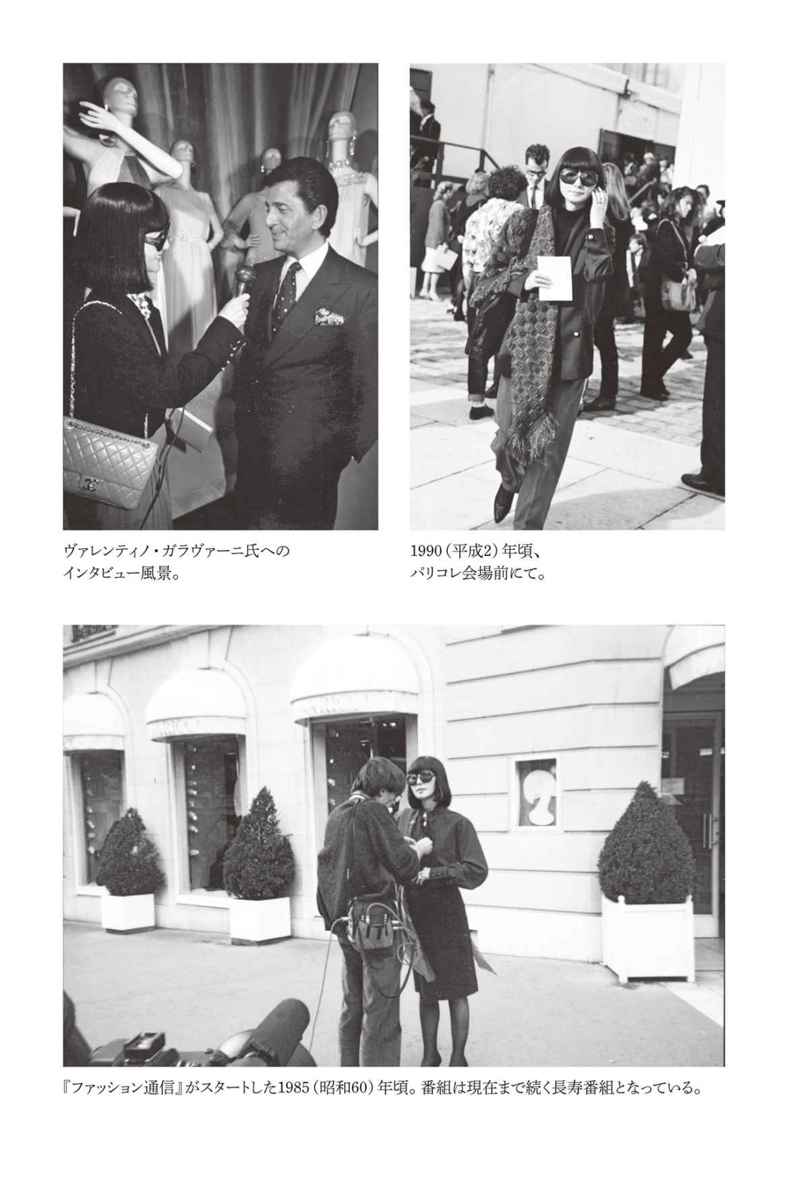 ヴァレンティノ・ガラヴァーニ氏への
インタビュー風景。
1990（平成2）年頃、
パリコレ会場前にて。
『ファッション通信』がスタートした1985（昭和60）年頃。番組は現在まで続く長寿番組となっている。